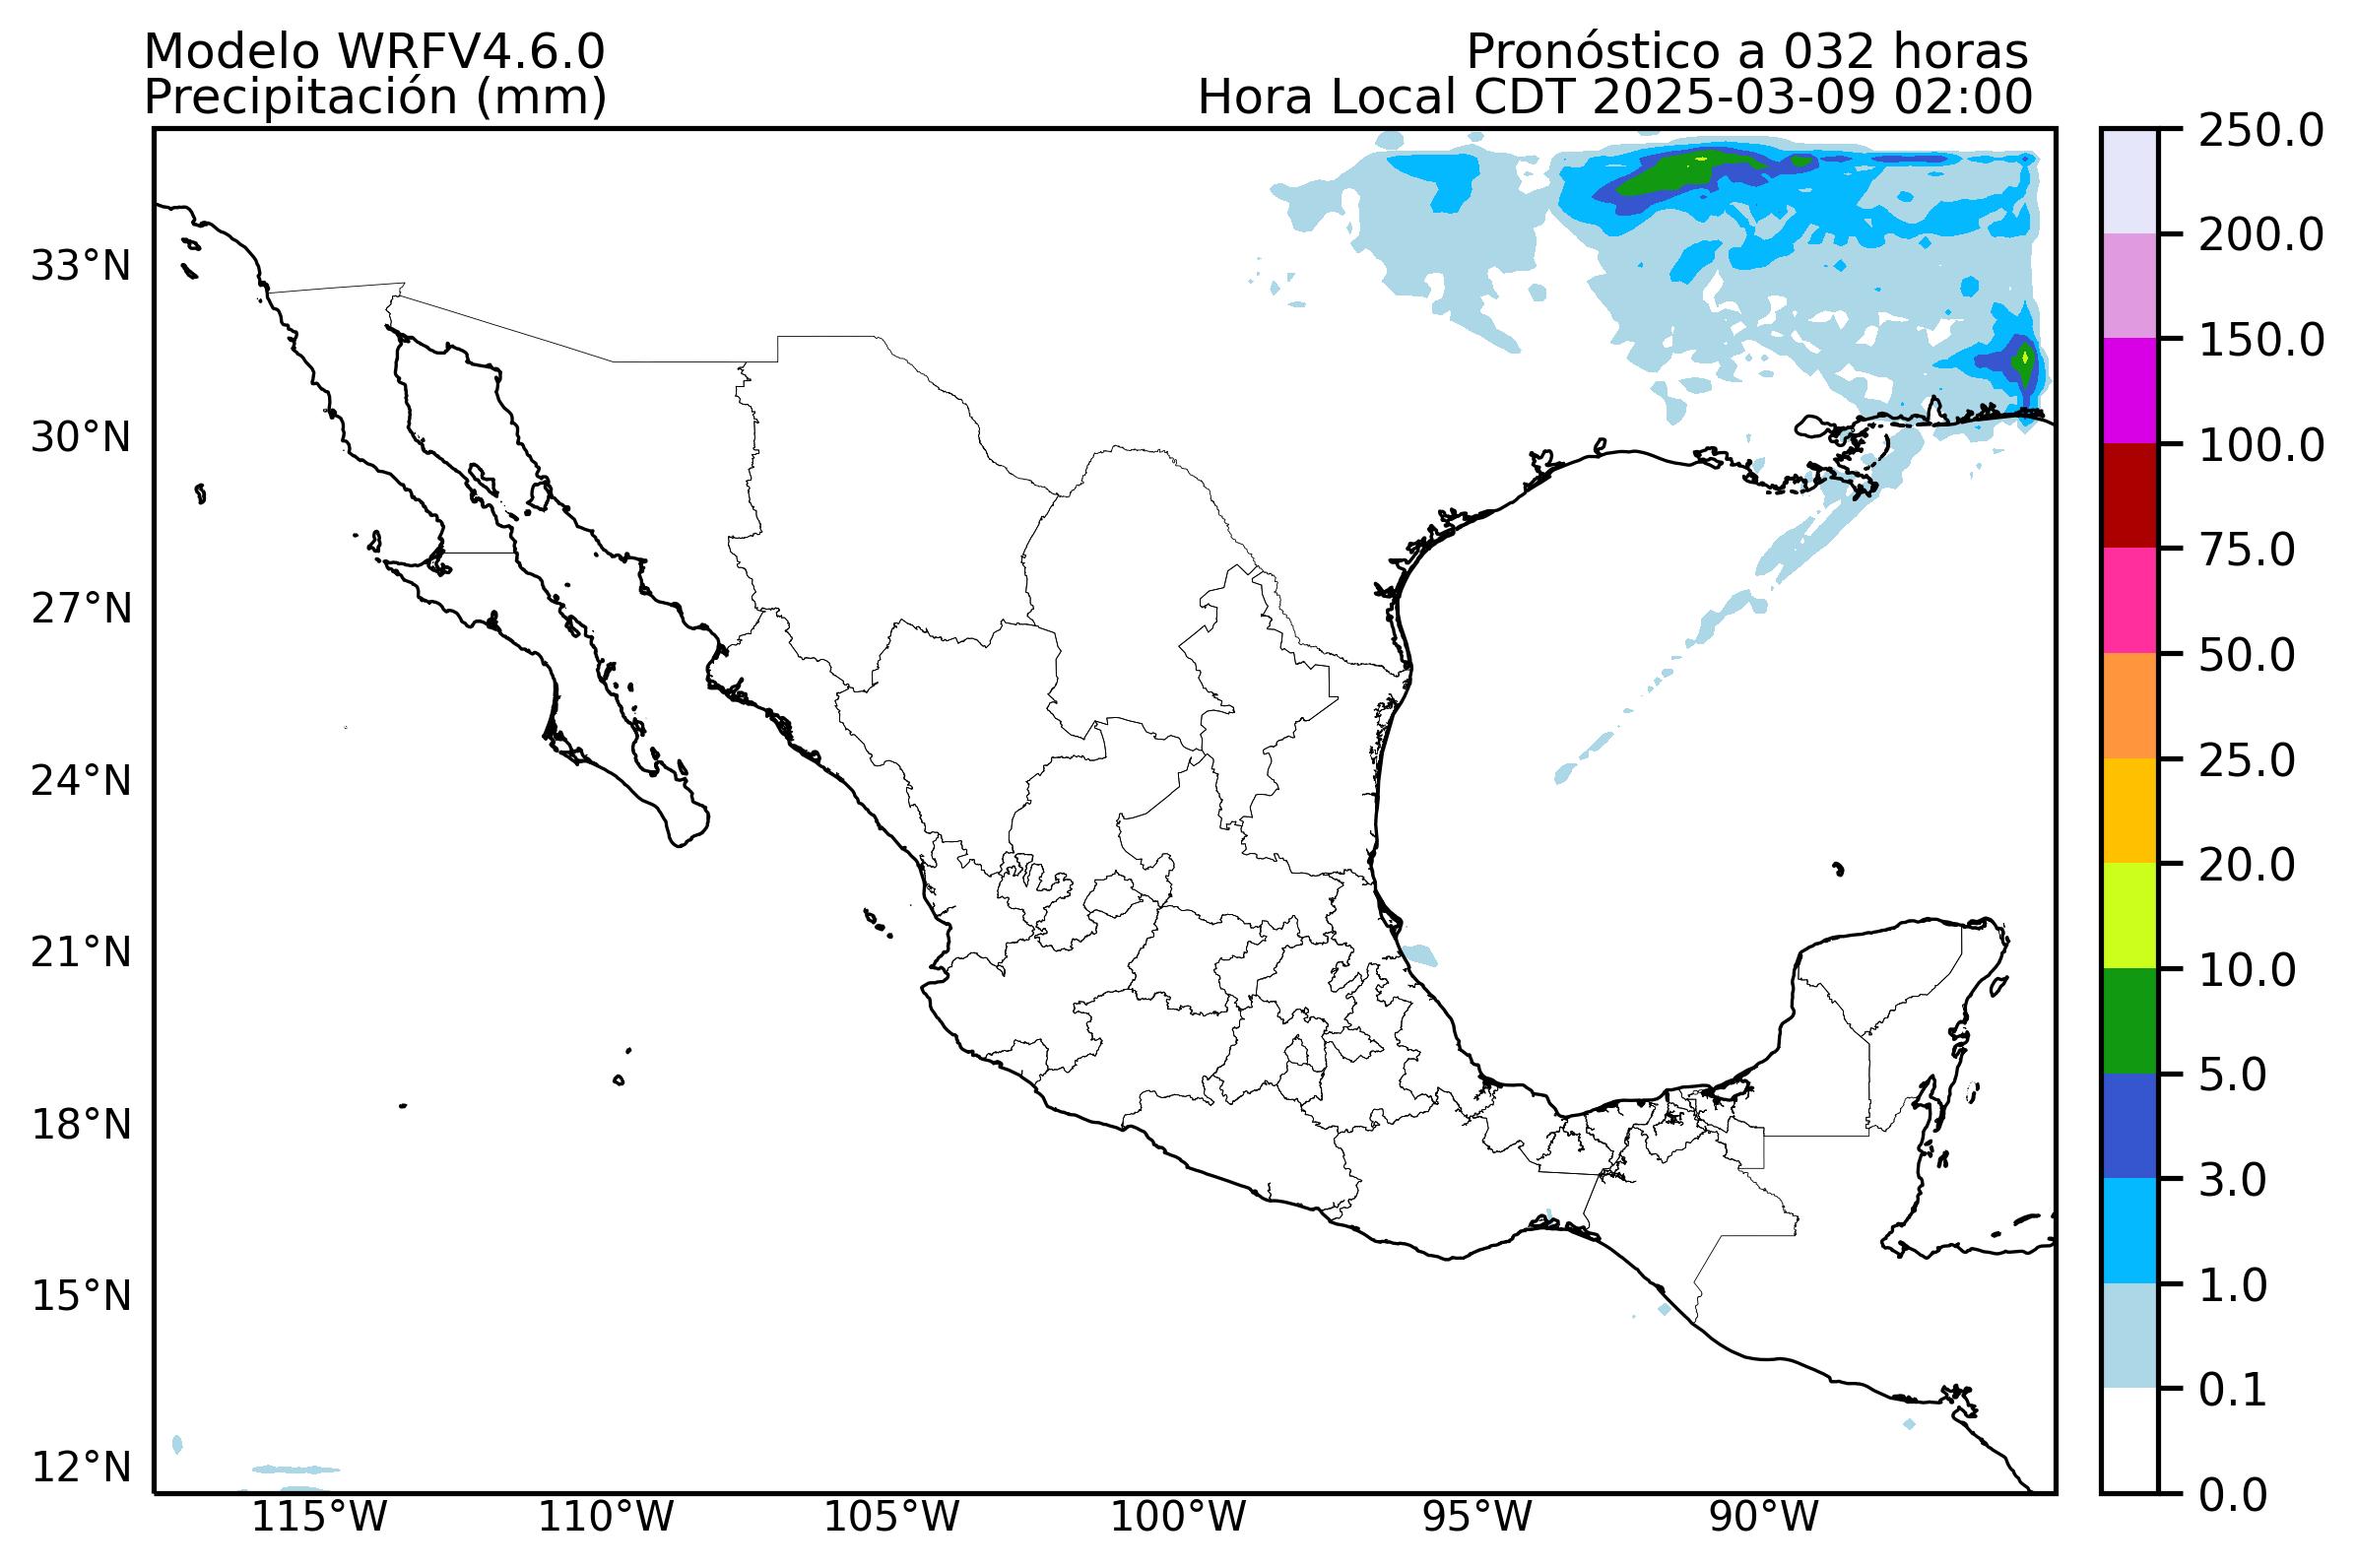 Modelo WRFV4.6.0
Pronóstico a 032 horas
Precipitación (mm)
Hora Local CDT 2025-03-09 02:00
33°N
30°N
27°N
24°N
21°N
18°N
15°N
12°N
115°W
110°W
105°W
100°W
95°W
90°W
250.0
200.0
150.0
100.0
75.0
50.0
25.0
20.0
10.0
5.0
3.0
1.0
0.1
0.0